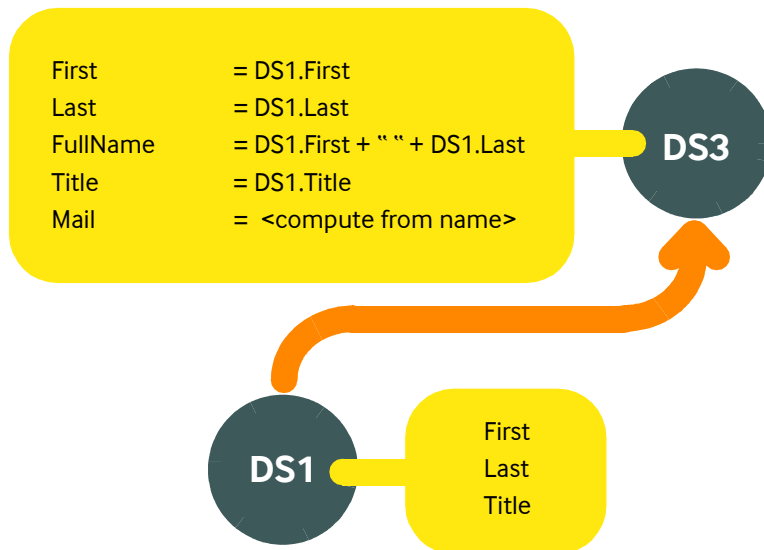 First = DS1.First
Last = DS1.Last
FullName = DS1.First + “ “ + DS1.Last
Title = DS1.Title
Mail = <compute from name>
DS3
DS1
First
Last
Title